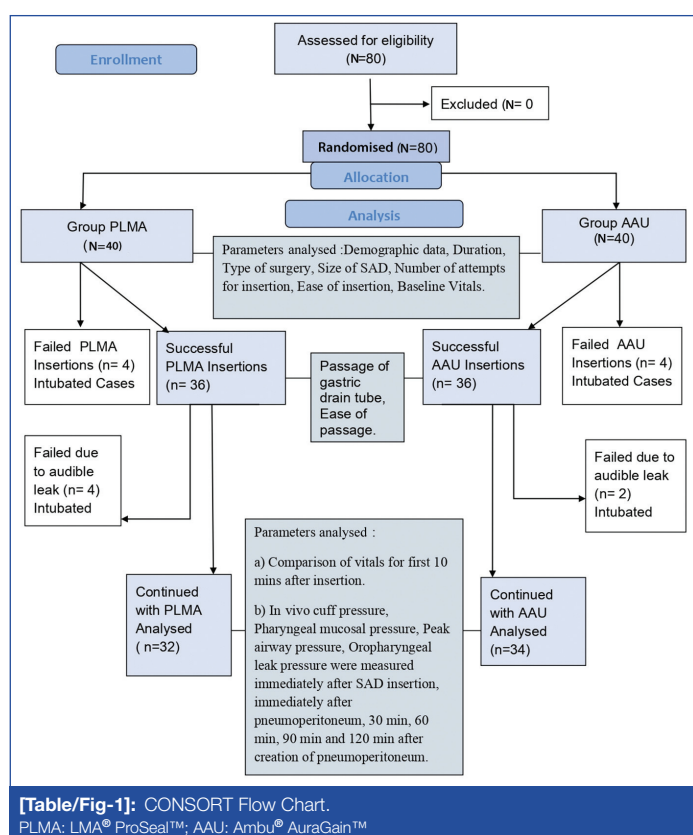 Assessed for eligibility
(N=80)
Enrollment
Excluded (N= 0
Randomised (N=80)
Allocation
Analysis
Group PLMA
(N=40)
Group AAU
(N=40)
Parameters analysed :Demographic data, Duration,
Type of surgery, Size of SAD, Number of attempts
for insertion, Ease of insertion, Baseline Vitals.
Failed PLMA
Insertions (n= 4)
Intubated Cases
Successful
PLMA Insertions
(n= 36)
Passage of
gastric
drain tube,
Ease of
passage.
Successful
AAU Insertions
(n= 36)
Failed AAU
Insertions (n= 4)
Intubated Cases
Failed due
to audible
leak (n= 4)
Intubated
Failed due to
audible leak
(n= 2)
Intubated
Parameters analysed :
a) Comparison of vitals for first 10
mins after insertion.
b) In vivo cuff pressure,
Pharyngeal mucosal pressure, Peak
airway pressure, Oropharyngeal
leak pressure were measured
immediately after SAD insertion,
immediately after
pneumoperitoneum, 30 min, 60
min, 90 min and 120 min after
creation of pneumoperitoneum.
Continued
with PLMA
Analysed
( n=32)
Continued
with AAU
Analysed
(n=34)
[Table/Fig-1]: CONSORT Flow Chart.
PLMA: LMA® ProSeal™; AAU: Ambu® AuraGain™